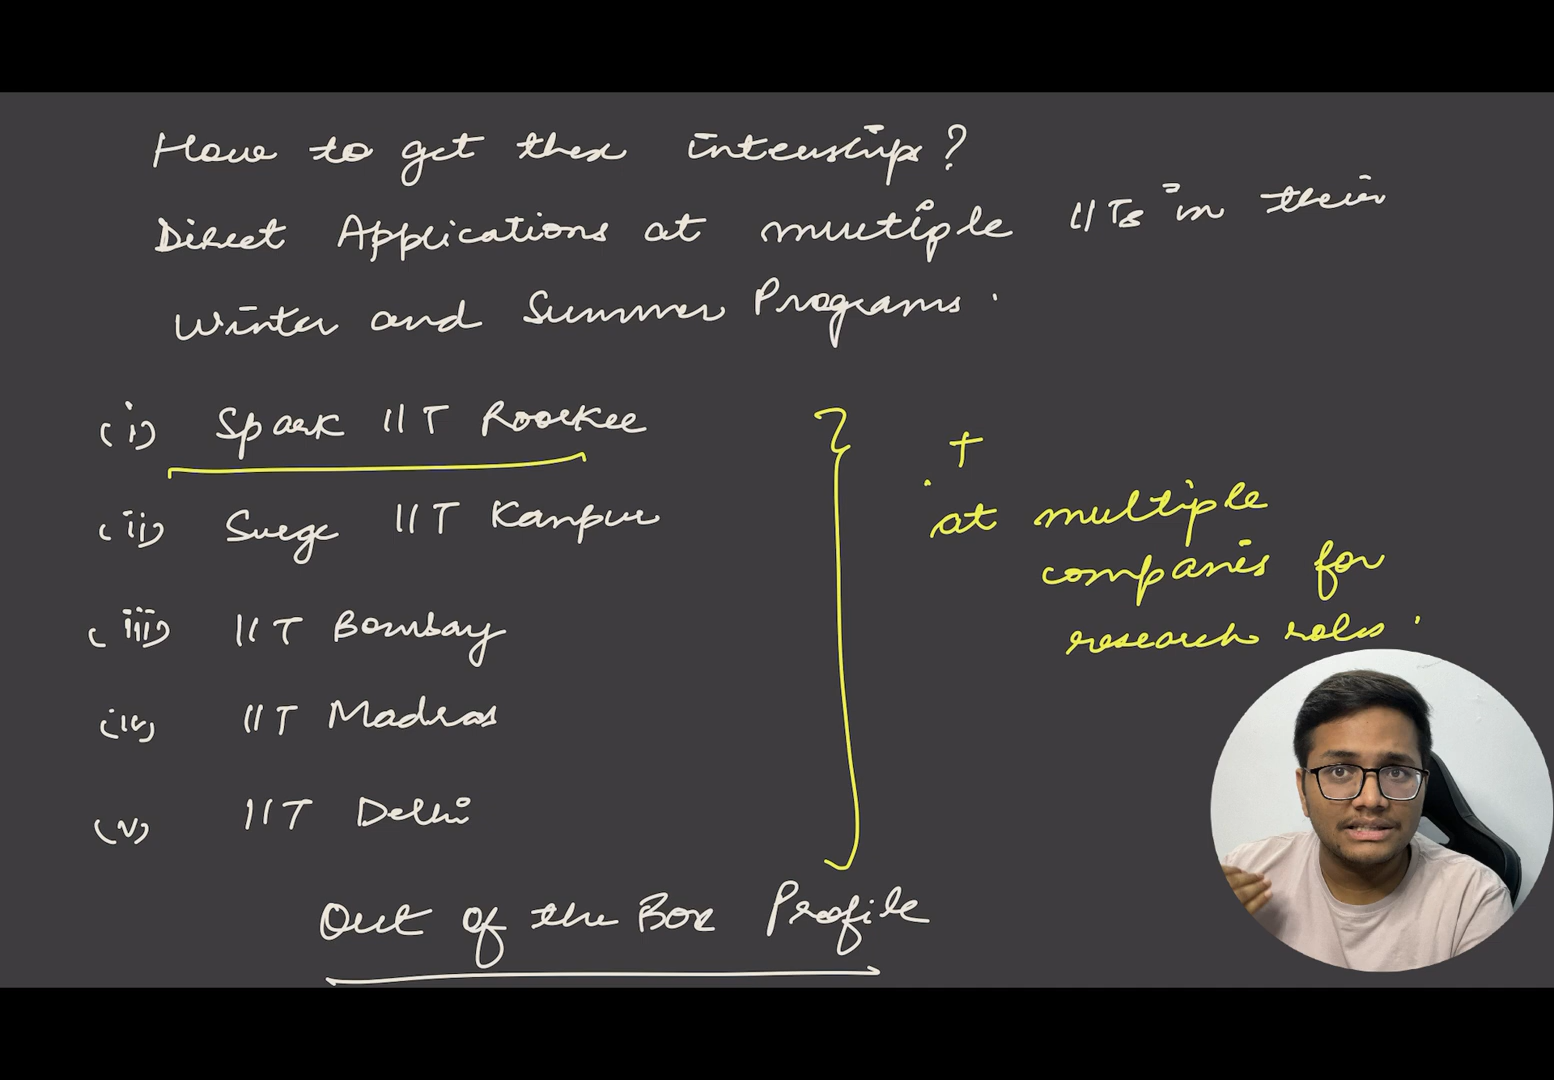 How to get these internships?
Direct Applications at multiple IITs in their
Winter and Summer Programs.
(i) Spark IIT Roorkee
(ii) Surge IIT Kanpur
(iii) IIT Bombay
(iv) IIT Madras
(v) IIT Delhi
Out of the Box Profile
+
at multiple
companies for
research roles.